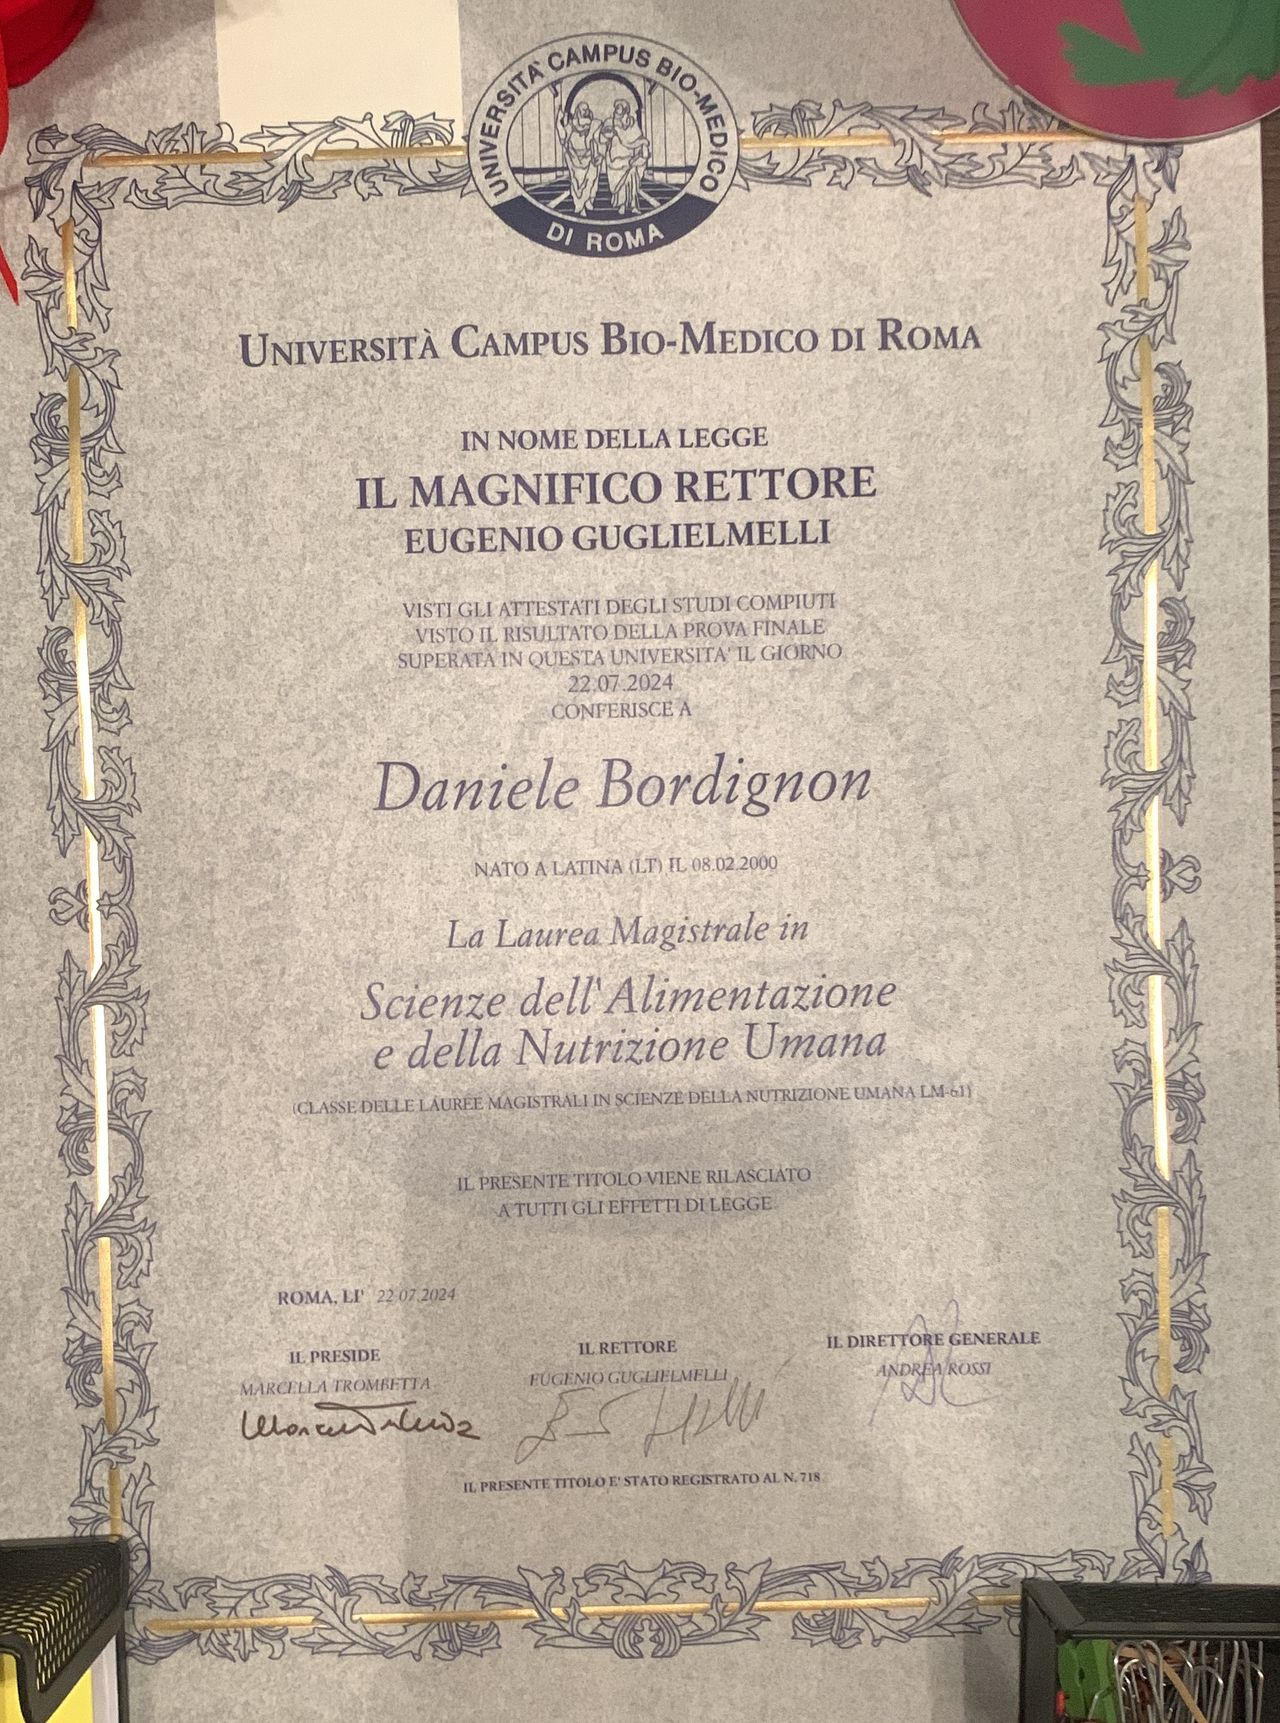 UNIVERSITA' CAMPUS BIO-MEDICO
DI ROMA
UNIVERSITÀ CAMPUS BIO-MEDICO DI ROMA
IN NOME DELLA LEGGE
IL MAGNIFICO RETTORE
EUGENIO GUGLIELMELLI
VISTI GLI ATTESTATI DEGLI STUDI COMPIUTI
VISTO IL RISULTATO DELLA PROVA FINALE
SUPERATA IN QUESTA UNIVERSITA' IL GIORNO
22.07.2024
CONFERISCE A
Daniele Bordignon
NATO A LATINA (LT) IL 08.02.2000
La Laurea Magistrale in
Scienze dell'Alimentazione
e della Nutrizione Umana
(CLASSE DELLE LAUREE MAGISTRALI IN SCIENZE DELLA NUTRIZIONE UMANA LM-61)
IL PRESENTE TITOLO VIENE RILASCIATO
A TUTTI GLI EFFETTI DI LEGGE
ROMA, LI' 22.07.2024
IL PRESIDE
MARCELLA TROMBETTA
IL RETTORE
EUGENIO GUGLIELMELLI
IL DIRETTORE GENERALE
ANDREA ROSSI
IL PRESENTE TITOLO E' STATO REGISTRATO AL N. 718